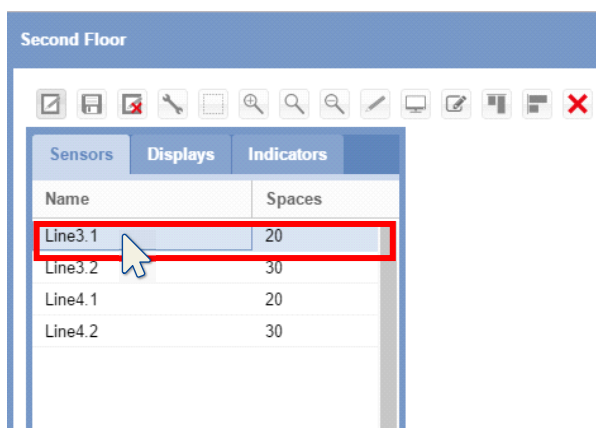 Second Floor
Sensors Displays Indicators
Name Spaces
Line3.1 20
Line3.2 30
Line4.1 20
Line4.2 30